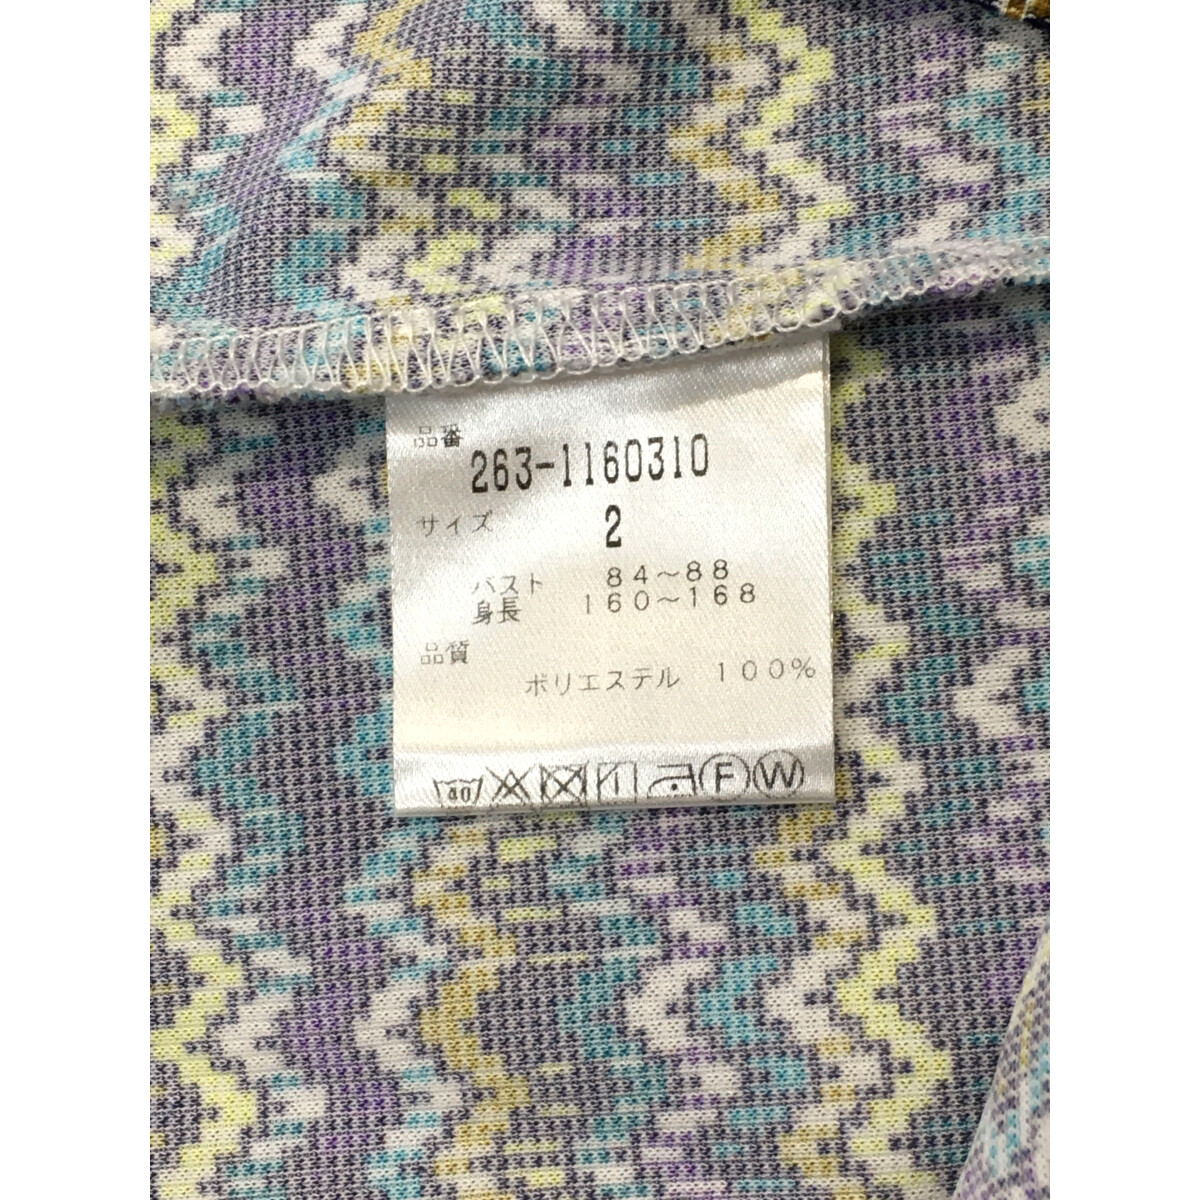 品番
263-1160310
サイズ 2
バスト 84～88
身長 160～168
品質
ポリエステル 100%
40 F W